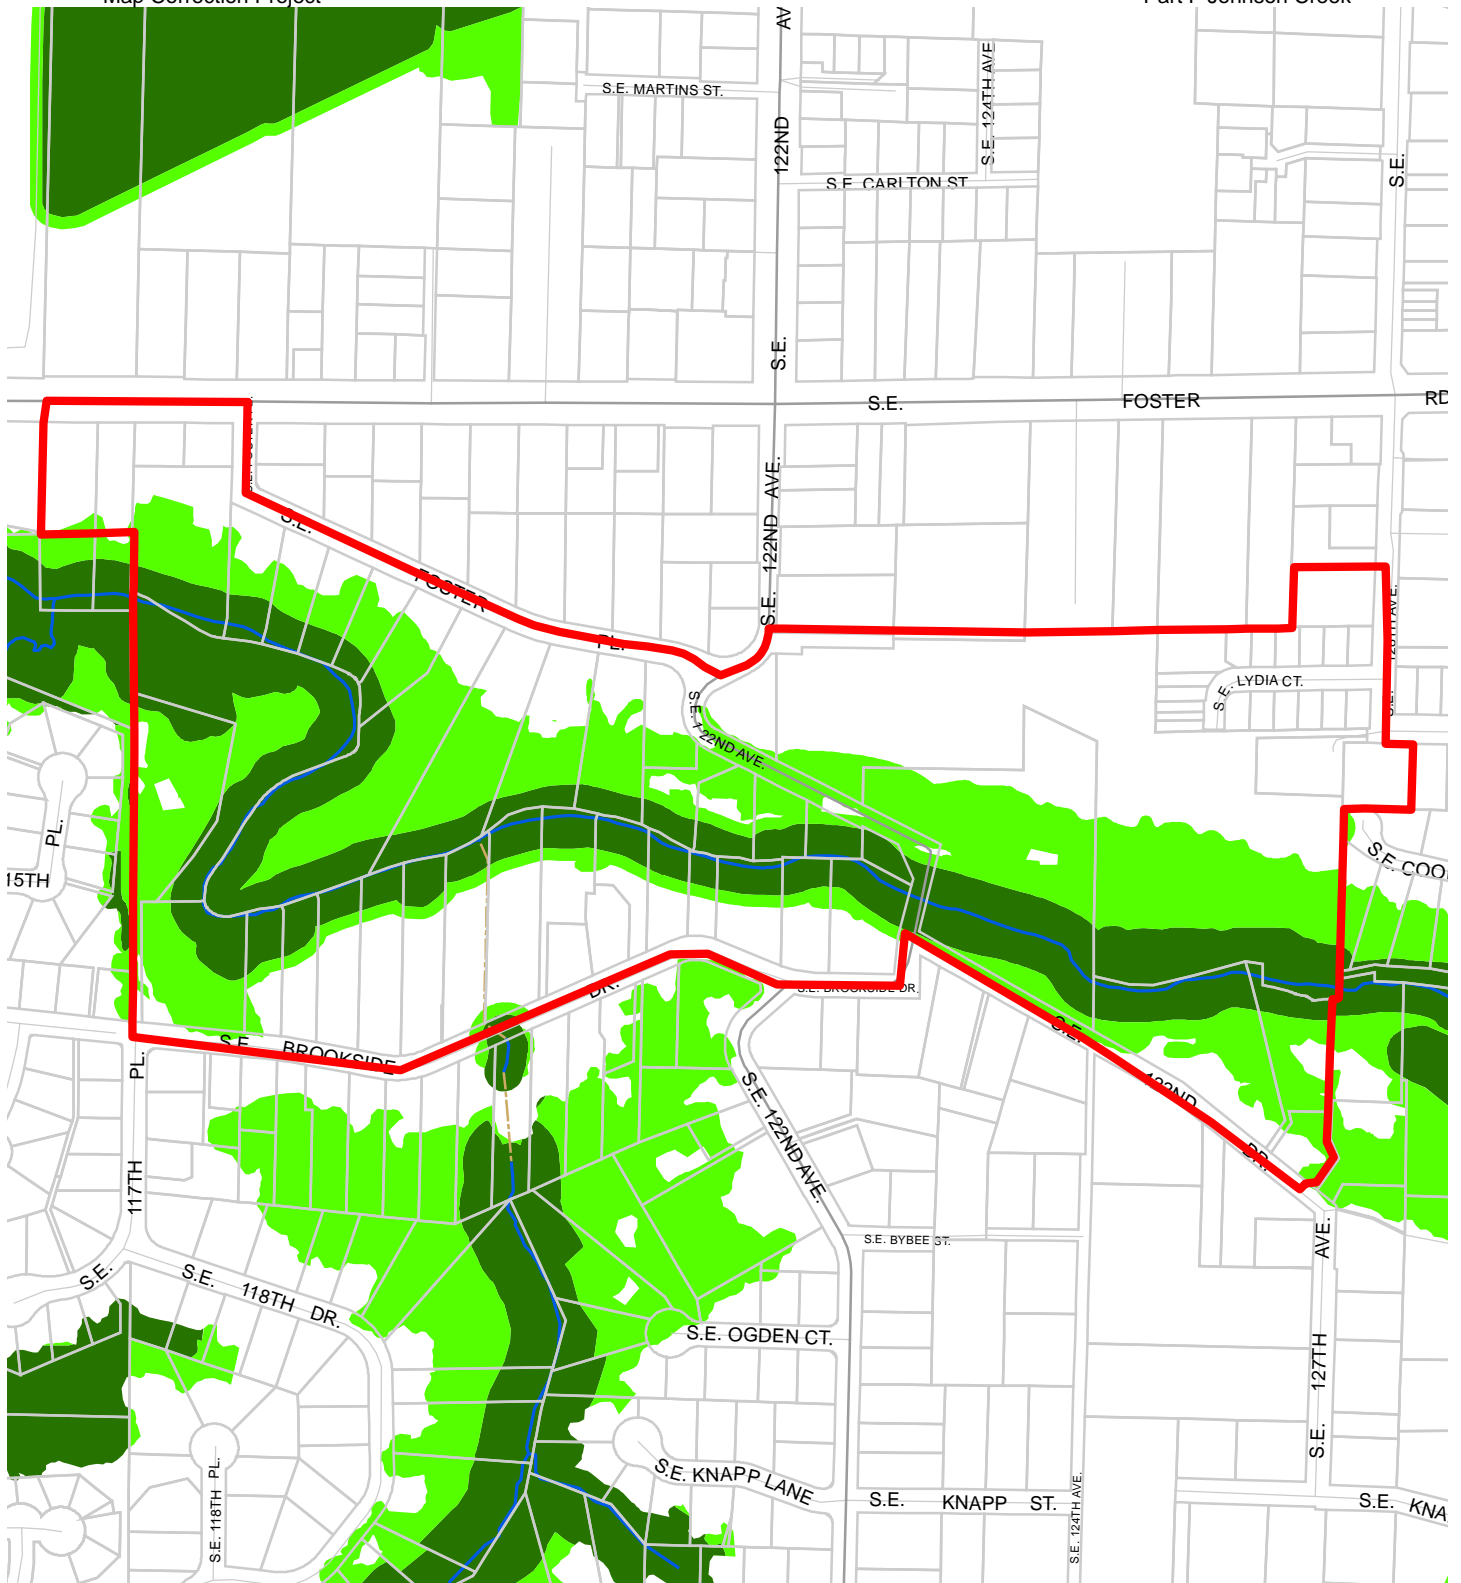 S.E. MARTINS ST.
AV
122ND
S.E.
S.E. 124TH AVE
S.E.
S.E. CARLTON ST
S.E.
FOSTER
RD
S.E.
FOSTER
PL.
S.E. 122ND AVE.
S.E. 122ND AVE.
S.E. LYDIA CT.
S.E.
PL.
15TH
S.E. COO
S.E. BROOKSIDE
DR.
S.E. BROOKSIDE DR.
S.E.
122ND
DR.
PL.
117TH
S.E.
S.E. 122ND AVE.
S.E. BYBEE ST.
S.E. 118TH DR.
S.E. OGDEN CT.
AVE.
127TH
S.E.
S.E. 118TH PL.
S.E. KNAPP LANE
S.E. KNAPP ST.
S.E. 124TH AVE.
S.E. KNA